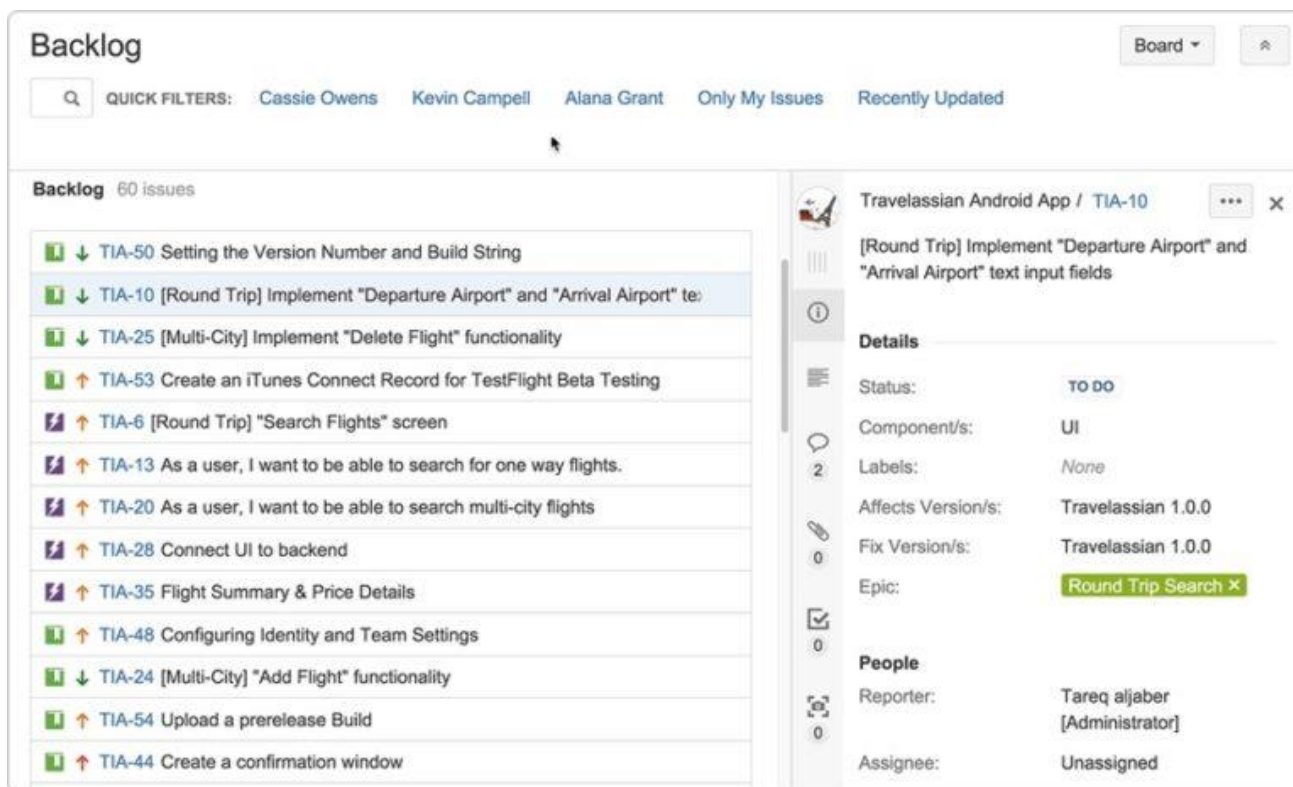 Backlog
Board
QUICK FILTERS: Cassie Owens Kevin Campell Alana Grant Only My Issues Recently Updated
Backlog 60 issues
TIA-50 Setting the Version Number and Build String
TIA-10 [Round Trip] Implement "Departure Airport" and "Arrival Airport" te
TIA-25 [Multi-City] Implement "Delete Flight" functionality
TIA-53 Create an iTunes Connect Record for TestFlight Beta Testing
TIA-6 [Round Trip] "Search Flights" screen
TIA-13 As a user, I want to be able to search for one way flights.
TIA-20 As a user, I want to be able to search multi-city flights
TIA-28 Connect UI to backend
TIA-35 Flight Summary & Price Details
TIA-48 Configuring Identity and Team Settings
TIA-24 [Multi-City] "Add Flight" functionality
TIA-54 Upload a prerelease Build
TIA-44 Create a confirmation window
2
0
0
0
Travelassian Android App / TIA-10
[Round Trip] Implement "Departure Airport" and
"Arrival Airport" text input fields
Details
Status: TO DO
Component/s: UI
Labels: None
Affects Version/s: Travelassian 1.0.0
Fix Version/s: Travelassian 1.0.0
Epic: Round Trip Search ×
People
Reporter: Tareq aljaber
[Administrator]
Assignee: Unassigned